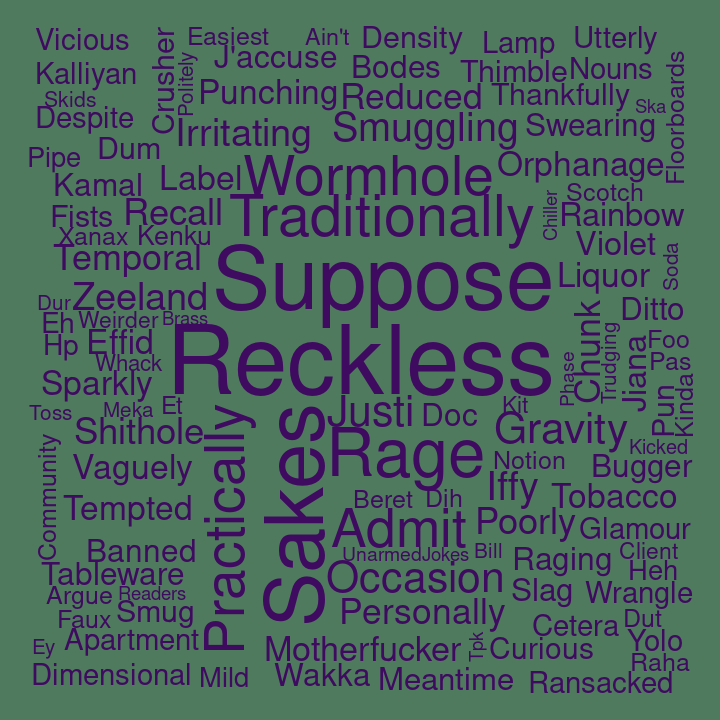 Vicious
Easiest
Ain't
Density
Lamp
Utterly
Kalliyan
Crusher
Politely
J'accuse
Bodes
Thimble
Nouns
Skids
Punching
Reduced
Thankfully
Ska
Floorboards
Despite
Irritating
Smuggling
Swearing
Pipe
Dum
Wormhole
Orphanage
Kamal
Label
Scotch
Fists
Recall
Traditionally
Chiller
Rainbow
Xanax
Kenku
Violet
Temporal
Suppose
Liquor
Soda
Dur
Zeeland
Ditto
Eh
Weirder
Brass
Reckless
Chunk
Trudging
Hp
Effid
Phase
Jiana
Foo
Whack
Pas
Sparkly
Toss
Meka
Et
Sakes
Justi
Doc
Kit
Pun
Kinda
Shithole
Practically
Rage
Gravity
Kicked
Community
Vaguely
Notion
Bugger
Tempted
Beret
Djh
Iffy
Tobacco
Admit
Poorly
Glamour
Banned
UnarmedJokes
Bill
Raging
Client
Tableware
Occasion
Heh
Argue
Readers
Slag
Wrangle
Faux
Smug
Personally
Cetera
Dut
Ey
Apartment
Motherfucker
Tpk
Curious
Yolo
Raha
Dimensional
Mild
Wakka
Meantime
Ransacked